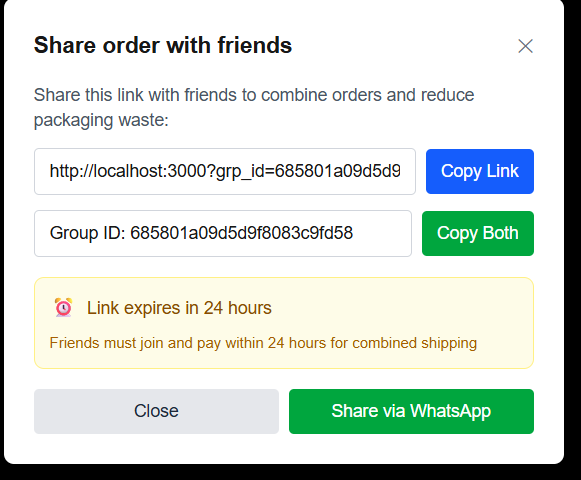 Share order with friends
Share this link with friends to combine orders and reduce
packaging waste:
http://localhost:3000?grp_id=685801a09d5d9
Copy Link
Group ID: 685801a09d5d9f8083c9fd58
Copy Both
Link expires in 24 hours
Friends must join and pay within 24 hours for combined shipping
Close
Share via WhatsApp